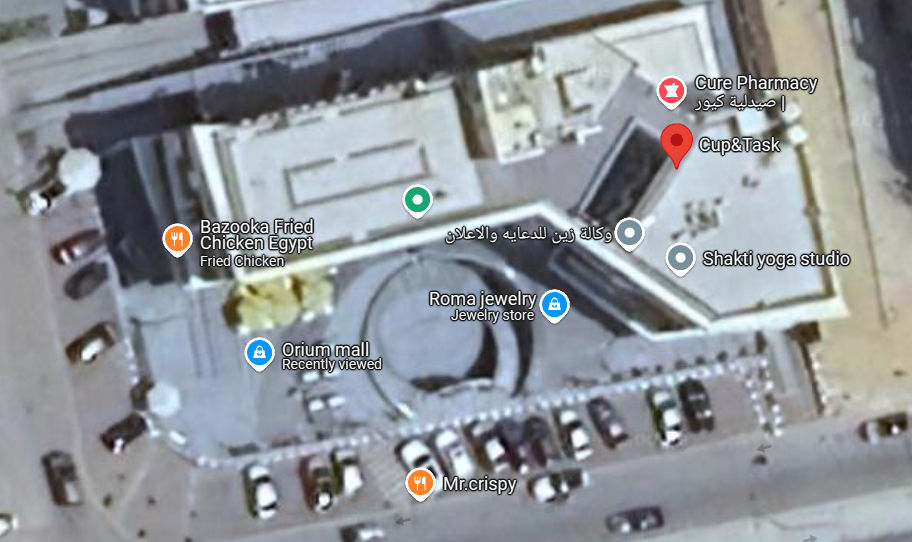 Cure Pharmacy
صيدلية كيور |
Cup&Task
Bazooka Fried
Chicken Egypt
Fried Chicken
وكالة زين للدعايه والاعلان
Shakti yoga studio
Roma jewelry
Jewelry store
Orium mall
Recently viewed
Mr.crispy